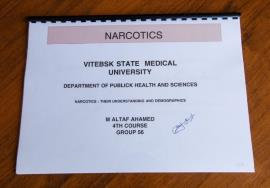 NARCOTICS
VITEBSK STATE MEDICAL
UNIVERSITY
DEPARTMENT OF PUBLICK HEALTH AND SCIENCES
NARCOTICS : THEIR UNDERSTANDING AND DEMOGRAPHICS
M ALTAF AHAMED
4TH COURSE
GROUP 56